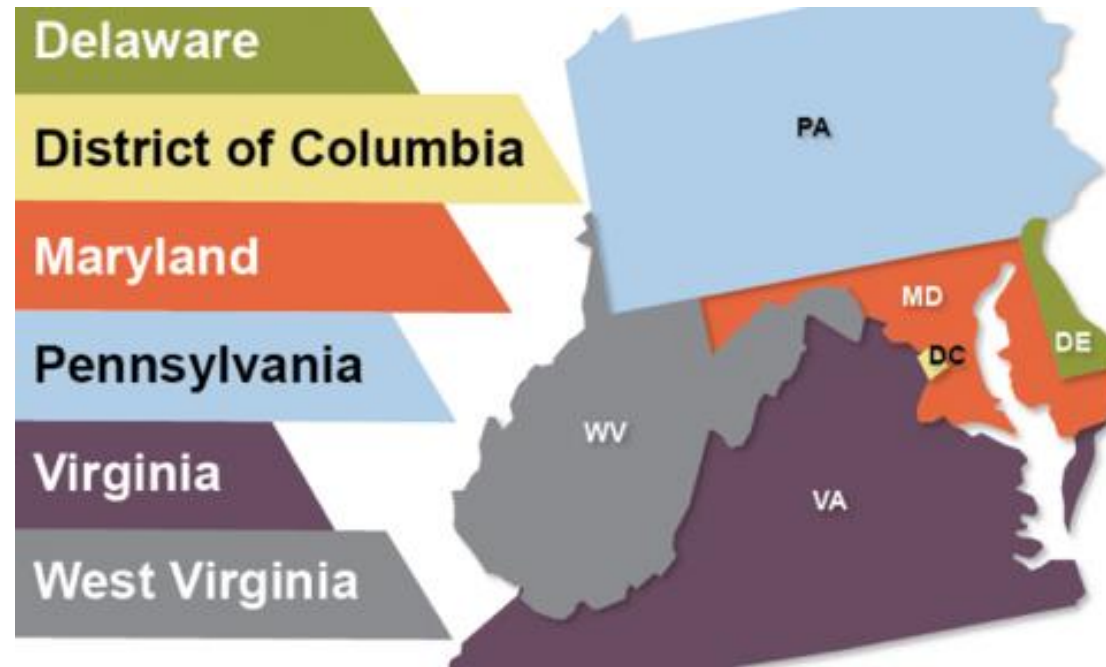 Delaware
District of Columbia
Maryland
Pennsylvania
Virginia
West Virginia
PA
MD
DE
DC
WV
VA